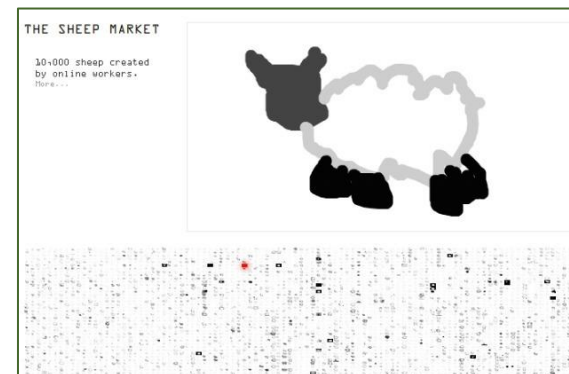 THE SHEEP MARKET
10,000 sheep created
by online workers.
More...